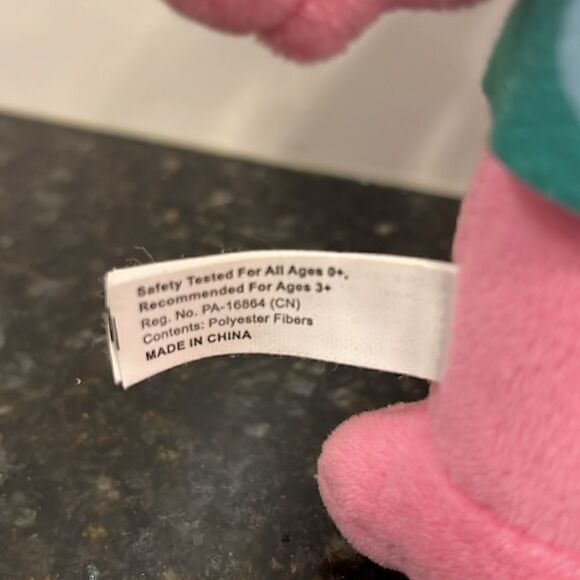 Safety Tested For All Ages 0+,
Recommended For Ages 3+
Reg. No. PA-16864 (CN)
Contents: Polyester Fibers
MADE IN CHINA